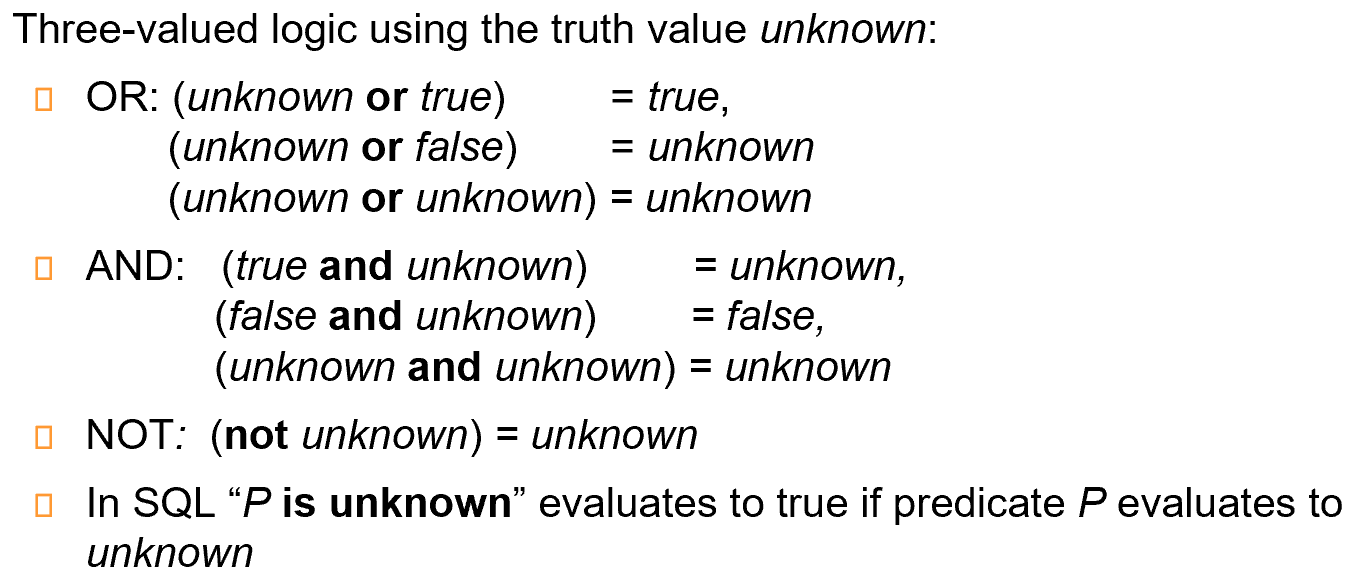 Three-valued logic using the truth value unknown:
OR: (unknown or true) = true,
(unknown or false) = unknown
(unknown or unknown) = unknown
AND: (true and unknown) = unknown,
(false and unknown) = false,
(unknown and unknown) = unknown
NOT: (not unknown) = unknown
In SQL “P is unknown” evaluates to true if predicate P evaluates to
unknown